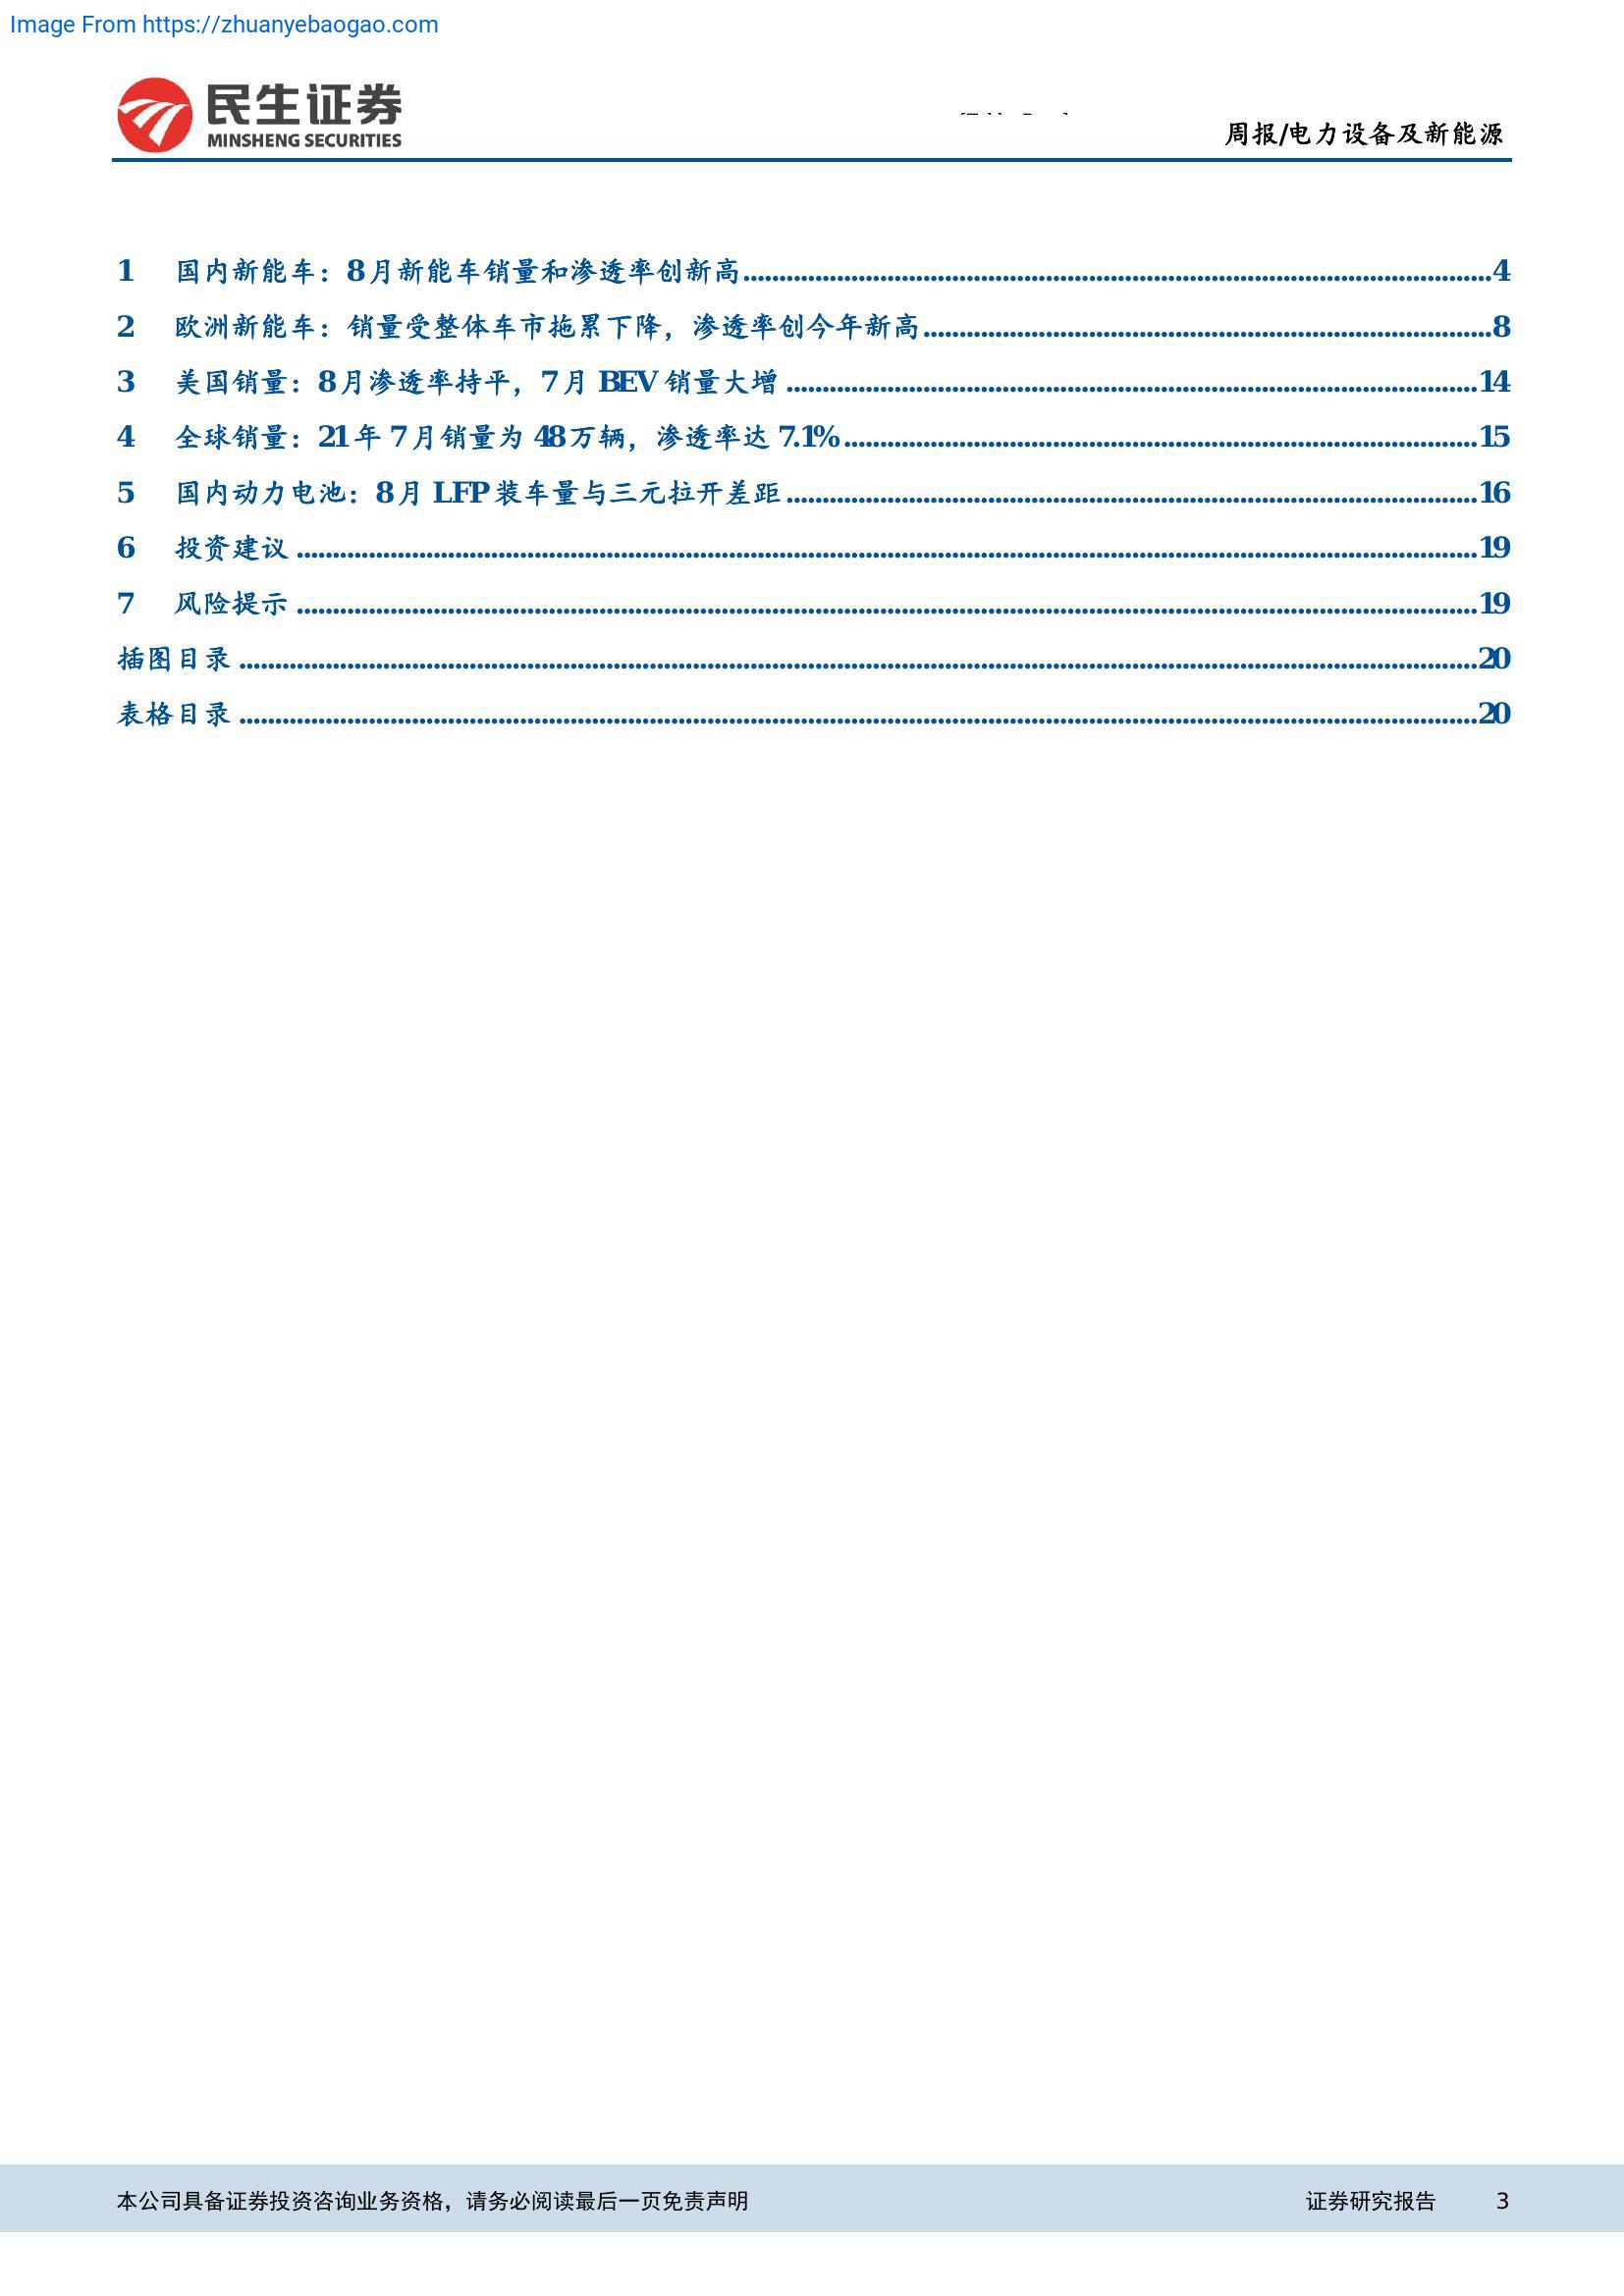 Image From https://zhuanyebaogao.com
民生证券
MINSHENG SECURITIES
周报/电力设备及新能源
1 国内新能车：8月新能车销量和渗透率创新高 4
2 欧洲新能车：销量受整体车市拖累下降，渗透率创今年新高 8
3 美国销量：8月渗透率持平，7月 BEV 销量大增 14
4 全球销量：21年 7月销量为 48万辆，渗透率达 7.1% 15
5 国内动力电池：8月 LFP 装车量与三元拉开差距 16
6 投资建议 19
7 风险提示 19
插图目录 20
表格目录 20
本公司具备证券投资咨询业务资格，请务必阅读最后一页免责声明 证券研究报告 3